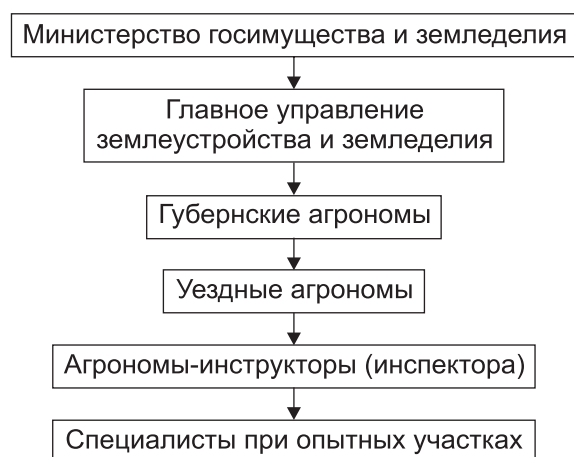 Министерство госимущества и земледелия
Главное управление
землеустройства и земледелия
Губернские агрономы
Уездные агрономы
Агрономы-инструкторы (инспектора)
Специалисты при опытных участках